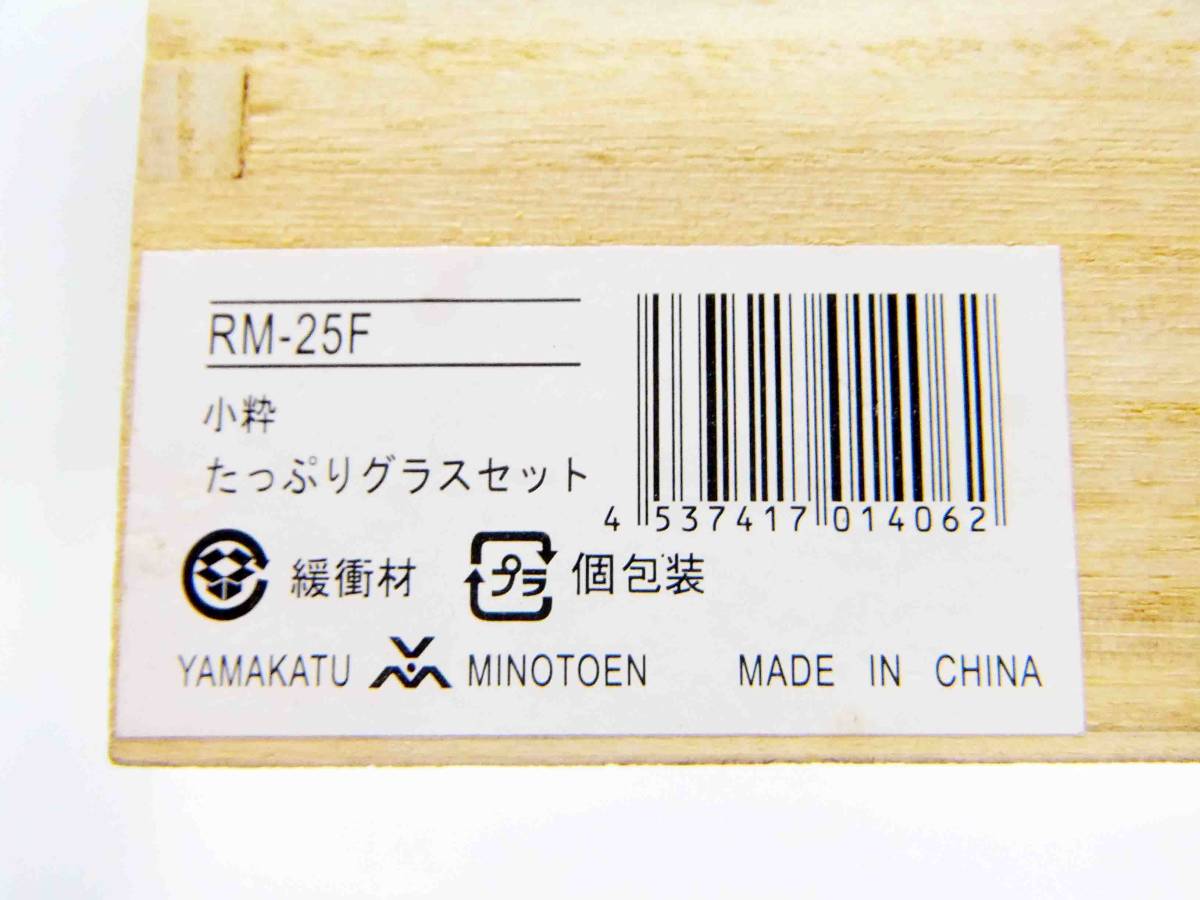 RM-25F
小粋
たっぷりグラスセット
4 537417 014062
緩衝材 プラ 個包装
YAMAKATU MINOTOEN MADE IN CHINA